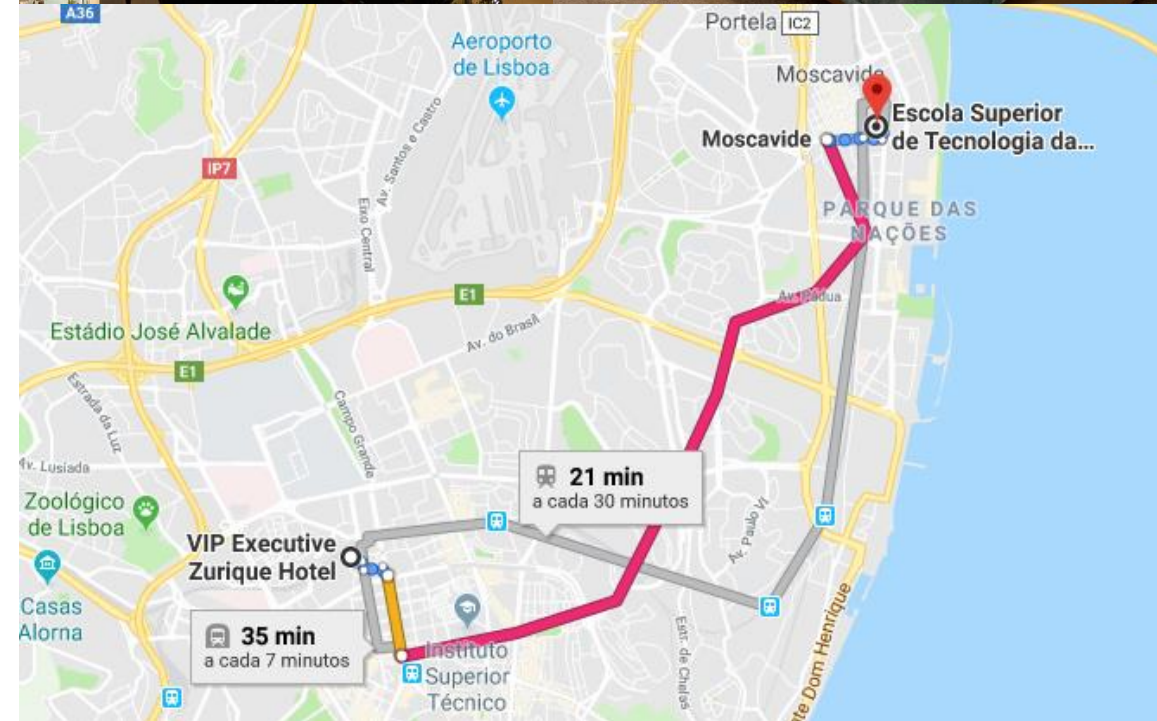 A36
Portela IC2
Aeroporto
de Lisboa
Moscavide
Escola Superior
de Tecnologia da...
Moscavide
IP7
Av. Santos e Castro
Eixo Central
PARQUE DAS
NAÇÕES
E1
Av. Pádua
Estádio José Alvalade
Av. do Brasil
E1
Estrada da Luz
Campo Grande
Av. Lusíada
21 min
a cada 30 minutos
Zoológico
de Lisboa
Av. Paulo VI
VIP Executive
Zurique Hotel
Casas
Alorna
35 min
a cada 7 minutos
Instituto
Superior
Técnico
Estr. de Chelas
Dom Henrique